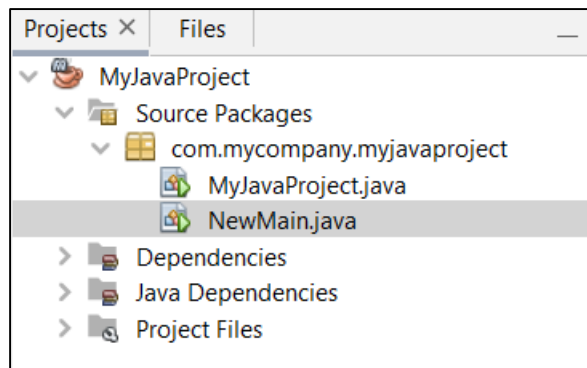 Projects Files
MyJavaProject
Source Packages
com.mycompany.myjavaproject
MyJavaProject.java
NewMain.java
Dependencies
Java Dependencies
Project Files